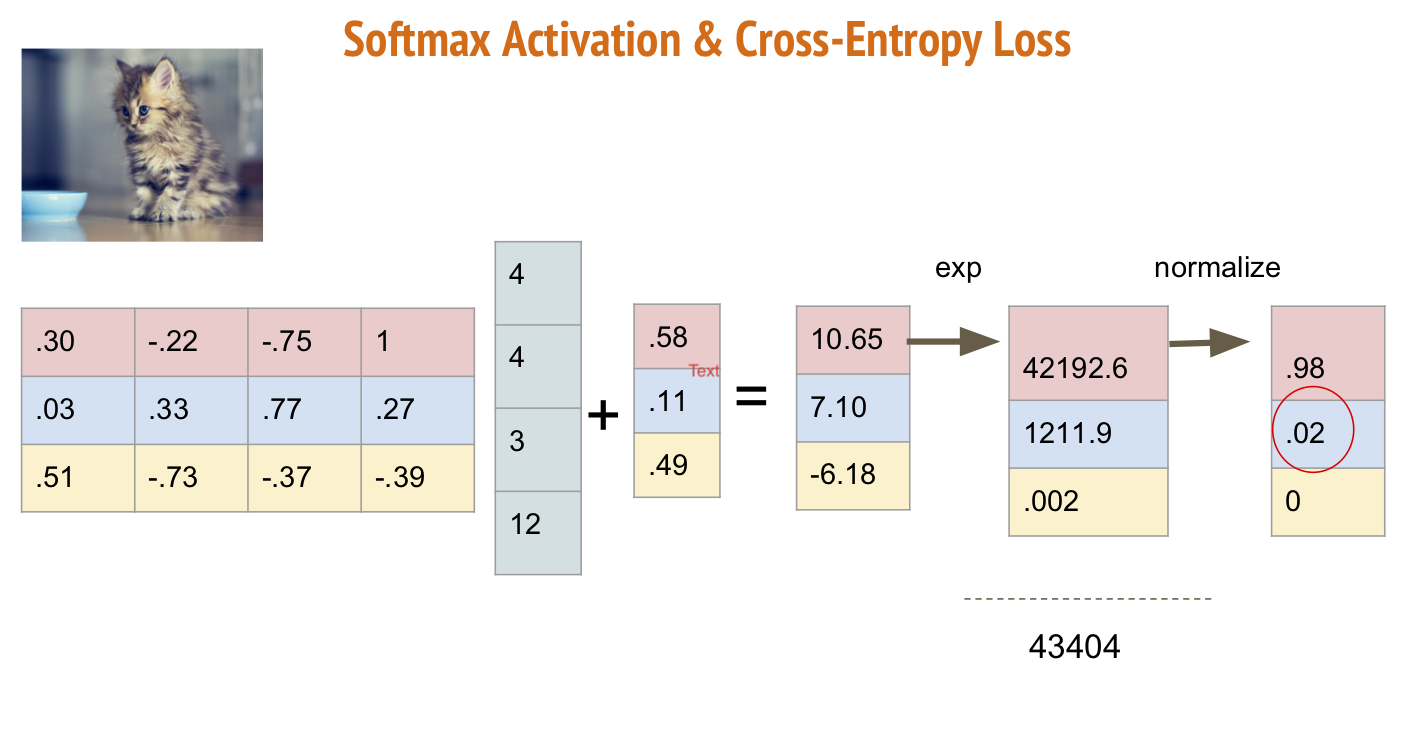 Softmax Activation & Cross-Entropy Loss
exp
normalize
.30 -.22 -.75 1
.03 .33 .77 .27
.51 -.73 -.37 -.39
4
4
3
12
+
.58
Text
.11
.49
=
10.65
7.10
-6.18
42192.6
1211.9
.002
.98
.02
0
43404